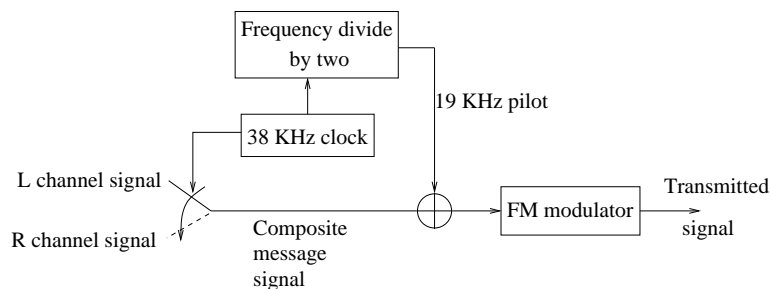 Frequency divide
by two
19 KHz pilot
38 KHz clock
L channel signal
R channel signal
Composite
message
signal
FM modulator
Transmitted
signal